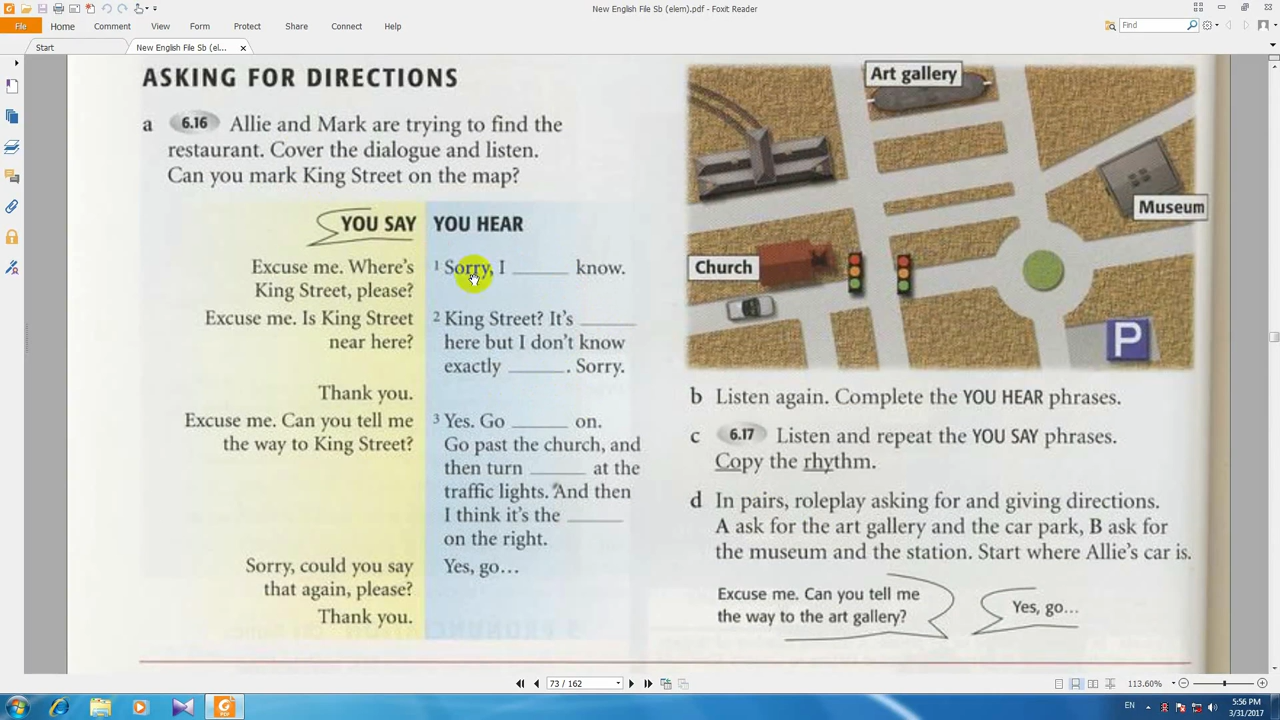 New English File Sb (elem).pdf - Foxit Reader
File Home Comment View Form Protect Share Connect Help
Find
Start
New English File Sb (el...
ASKING FOR DIRECTIONS
a 6.16 Allie and Mark are trying to find the
restaurant. Cover the dialogue and listen.
Can you mark King Street on the map?
YOU SAY YOU HEAR
Excuse me. Where's
King Street, please?
1 Sorry, I ______ know.
Excuse me. Is King Street
near here?
2 King Street? It's ______
here but I don't know
exactly ______. Sorry.
Thank you.
Excuse me. Can you tell me
the way to King Street?
3 Yes. Go ______ on.
Go past the church, and
then turn ______ at the
traffic lights. And then
I think it's the ______
on the right.
Sorry, could you say
that again, please?
Yes, go...
Thank you.
Art gallery
Museum
Church
P
b Listen again. Complete the YOU HEAR phrases.
c 6.17 Listen and repeat the YOU SAY phrases.
Copy the rhythm.
d In pairs, roleplay asking for and giving directions.
A ask for the art gallery and the car park, B ask for
the museum and the station. Start where Allie's car is.
Excuse me. Can you tell me
the way to the art gallery?
Yes, go...
73 / 162
113.60%
EN
5:56 PM
3/31/2017